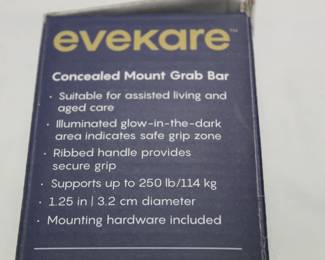 evekare™
Concealed Mount Grab Bar
· Suitable for assisted living and
aged care
· Illuminated glow-in-the-dark
area indicates safe grip zone
· Ribbed handle provides
secure grip
· Supports up to 250 lb/114 kg
· 1.25 in | 3.2 cm diameter
· Mounting hardware included